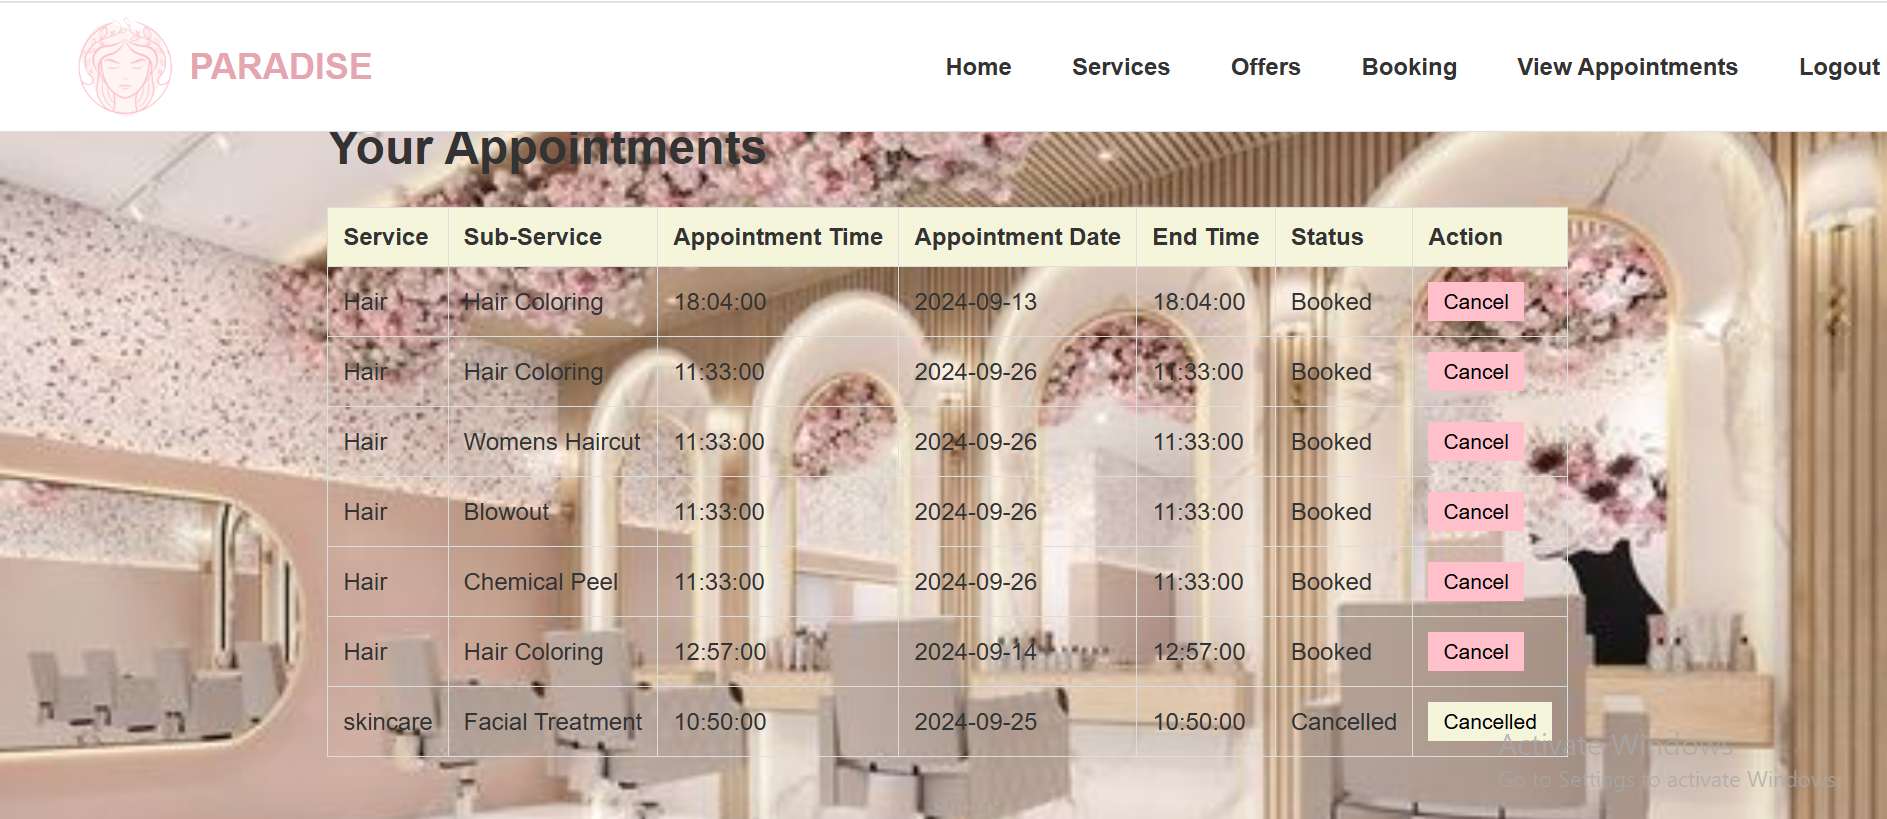 PARADISE
Home Services Offers Booking View Appointments Logout
Your Appointments
Service Sub-Service Appointment Time Appointment Date End Time Status Action
Hair Hair Coloring 18:04:00 2024-09-13 18:04:00 Booked Cancel
Hair Hair Coloring 11:33:00 2024-09-26 11:33:00 Booked Cancel
Hair Womens Haircut 11:33:00 2024-09-26 11:33:00 Booked Cancel
Hair Blowout 11:33:00 2024-09-26 11:33:00 Booked Cancel
Hair Chemical Peel 11:33:00 2024-09-26 11:33:00 Booked Cancel
Hair Hair Coloring 12:57:00 2024-09-14 12:57:00 Booked Cancel
skincare Facial Treatment 10:50:00 2024-09-25 10:50:00 Cancelled Cancelled
Activate Windows
Go to Settings to activate Windows.